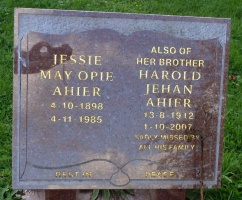 JESSIE
MAY OPIE
AHIER
4-10-1898
4-11-1985
ALSO OF
HER BROTHER
HAROLD
JEHAN
AHIER
13-8-1912
1-10-2007
SADLY MISSED BY
ALL HIS FAMILY
REST IN PEACE